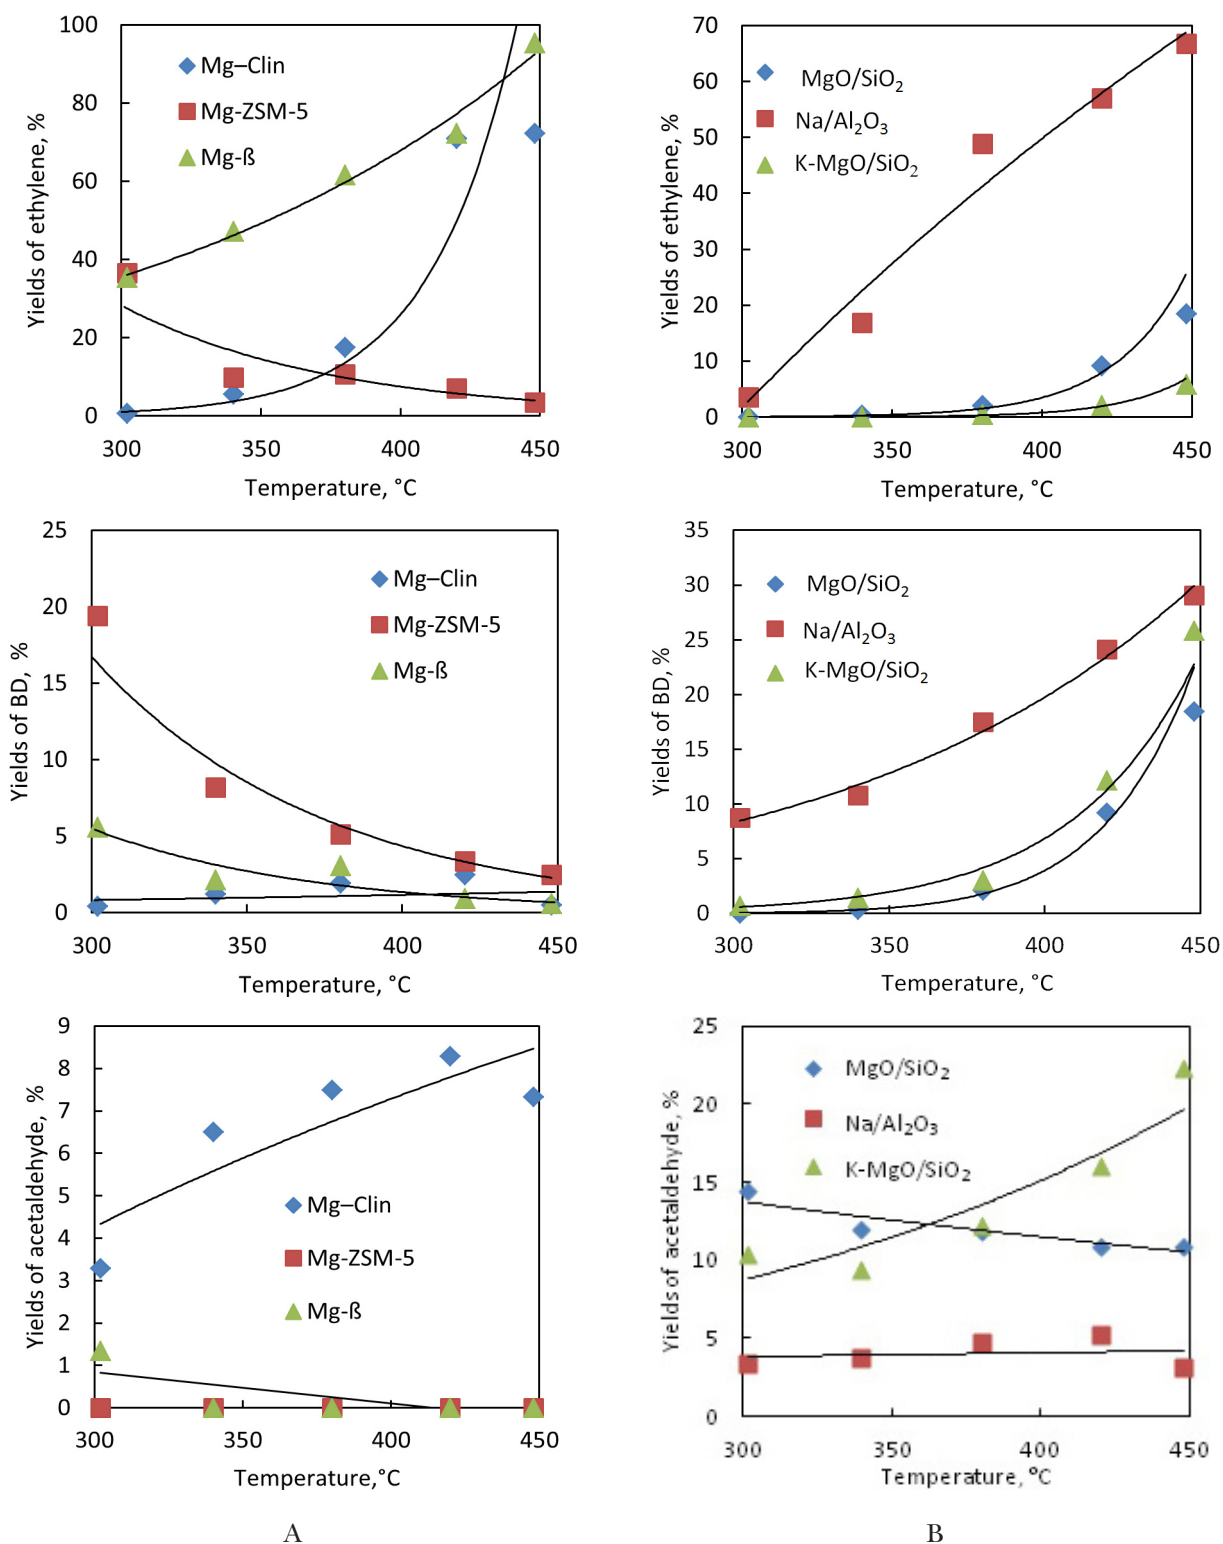 100
80
60
40
20
0
300
350
400
450
Yields of ethylene, %
Temperature, °C
Mg–Clin
Mg-ZSM-5
Mg-ß
70
60
50
40
30
20
10
0
300
350
400
450
Yields of ethylene, %
Temperature, °C
MgO/SiO₂
Na/Al₂O₃
K-MgO/SiO₂
25
20
15
10
5
0
300
350
400
450
Yields of BD, %
Temperature, °C
Mg–Clin
Mg-ZSM-5
Mg-ß
35
30
25
20
15
10
5
0
300
350
400
450
Yields of BD, %
Temperature, °C
MgO/SiO₂
Na/Al₂O₃
K-MgO/SiO₂
9
8
7
6
5
4
3
2
1
0
300
350
400
450
Yields of acetaldehyde, %
Temperature,°C
Mg–Clin
Mg-ZSM-5
Mg-ß
25
20
15
10
5
0
300
350
400
450
Yields of acetaldehyde, %
Temperature, °C
MgO/SiO₂
Na/Al₂O₃
K-MgO/SiO₂
A
B